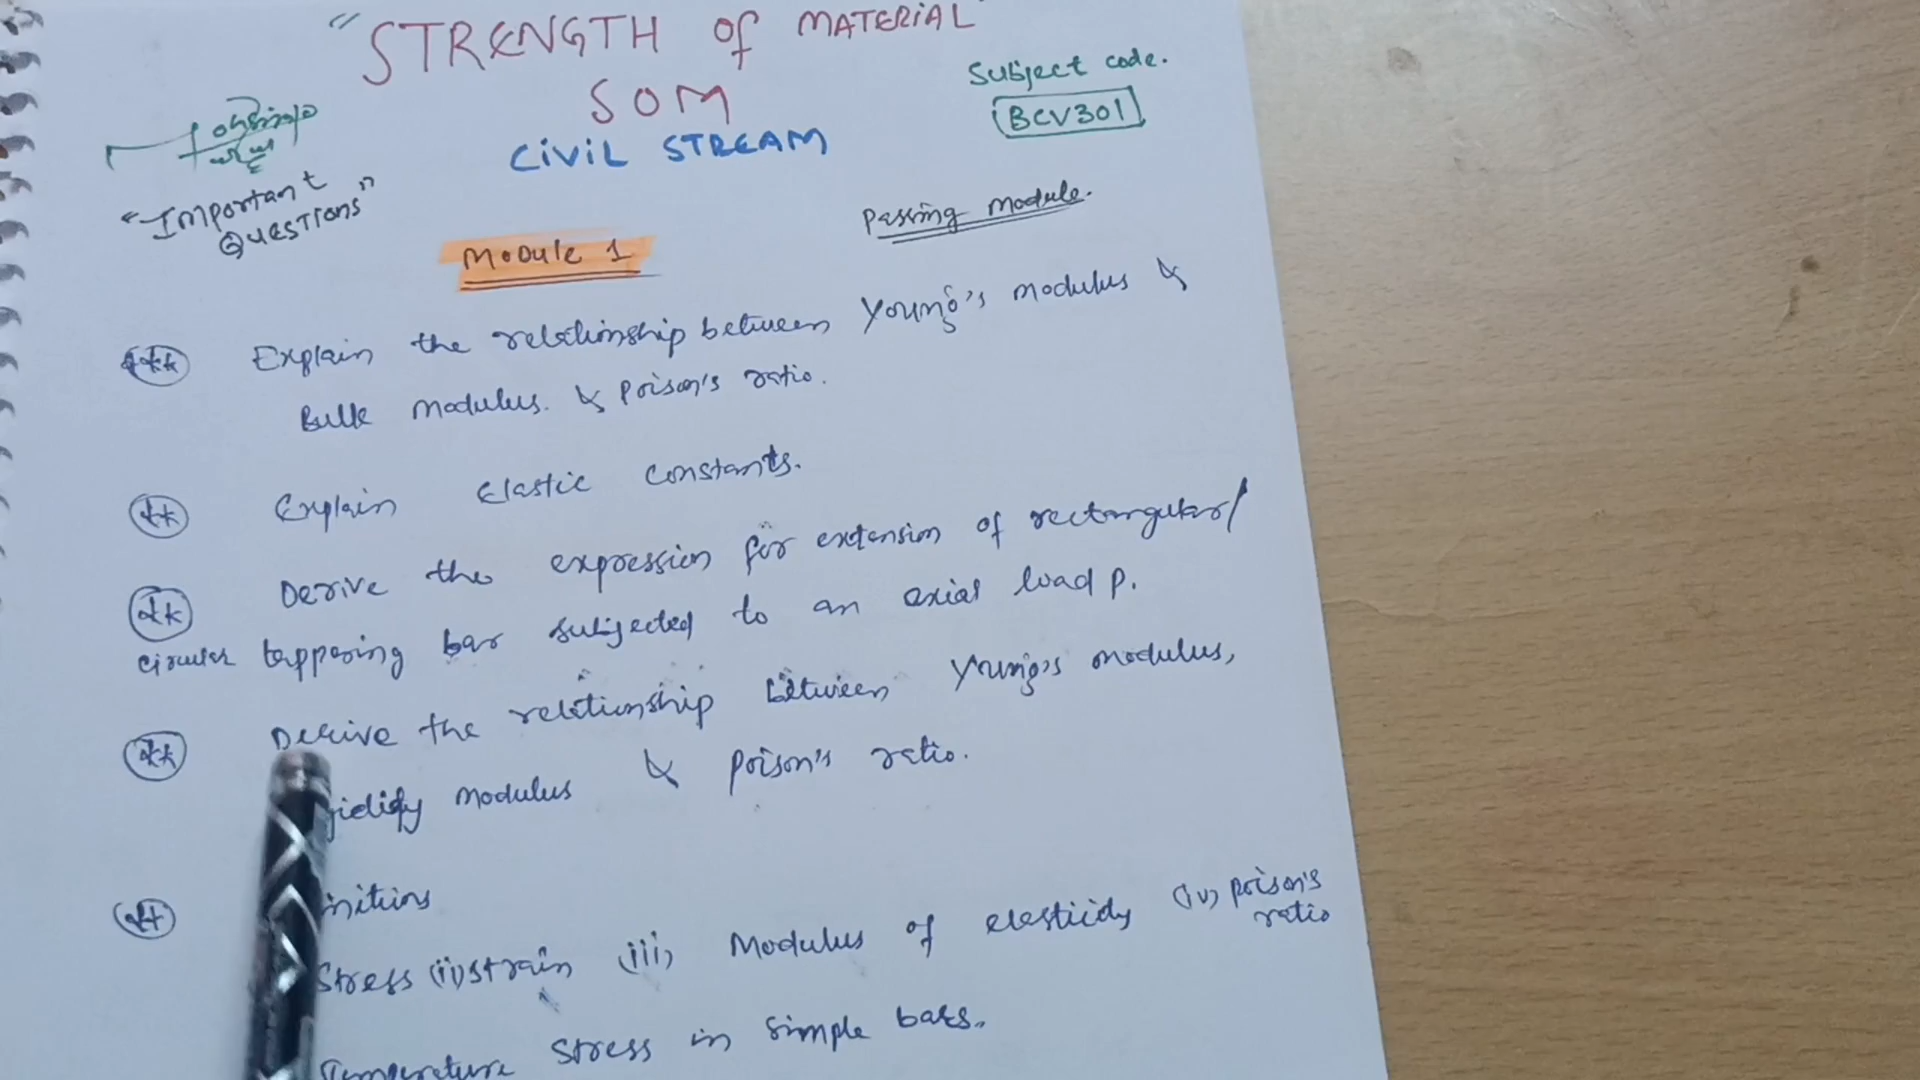 "STRENGTH of MATERIAL
SOM
Subject code.
BCV301
CIVIL STREAM
"Important
Questions"
Passing module.
Module 1
*** Explain the relationship between Young's modulus &
Bulk modulus. & Poison's ratio.
** Explain Elastic constants.
** Derive the expression for extension of rectangular/
circular tappering bar subjected to an axial load P.
** Derive the relationship between Young's modulus,
modulus & Poison's ratio.
**
Stress (ii) strain (iii) Modulus of elasticidy (iv) Poison's
ratio
Temperature stress in simple bars.